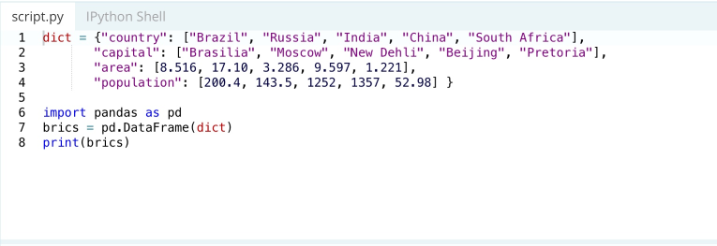 script.py IPython Shell
1 dict = {"country": ["Brazil", "Russia", "India", "China", "South Africa"],
2 "capital": ["Brasilia", "Moscow", "New Dehli", "Beijing", "Pretoria"],
3 "area": [8.516, 17.10, 3.286, 9.597, 1.221],
4 "population": [200.4, 143.5, 1252, 1357, 52.98] }
5
6 import pandas as pd
7 brics = pd.DataFrame(dict)
8 print(brics)